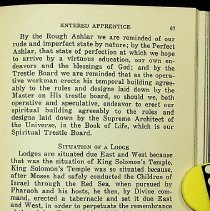 ENTERED APPRENTICE 67
By the Rough Ashlar we are reminded of our
rude and imperfect state by nature; by the Perfect
Ashlar, that state of perfection at which we hope
to arrive by a virtuous education, our own en-
deavors and the blessings of God; and by the
Trestle Board we are reminded that as the opera-
tive workman erects his temporal building agree-
ably to the rules and designs laid down by the
Master on His trestle board, so should we, both
operative and speculative, endeavor to erect our
spiritual building agreeably to the rules and
designs laid down by the Supreme Architect of
the Universe, in the Book of Life, which is our
Spiritual Trestle Board.
SITUATION OF A LODGE
Lodges are situated due East and West because
that was the situation of King Solomon's Temple.
King Solomon's Temple was so situated because,
after Moses had safely conducted the Children of
Israel through the Red Sea, when pursued by
Pharaoh and his hosts, he then, by Divine com-
mand, erected a tabernacle and set it due East
and West, in order to perpetuate the remembrance